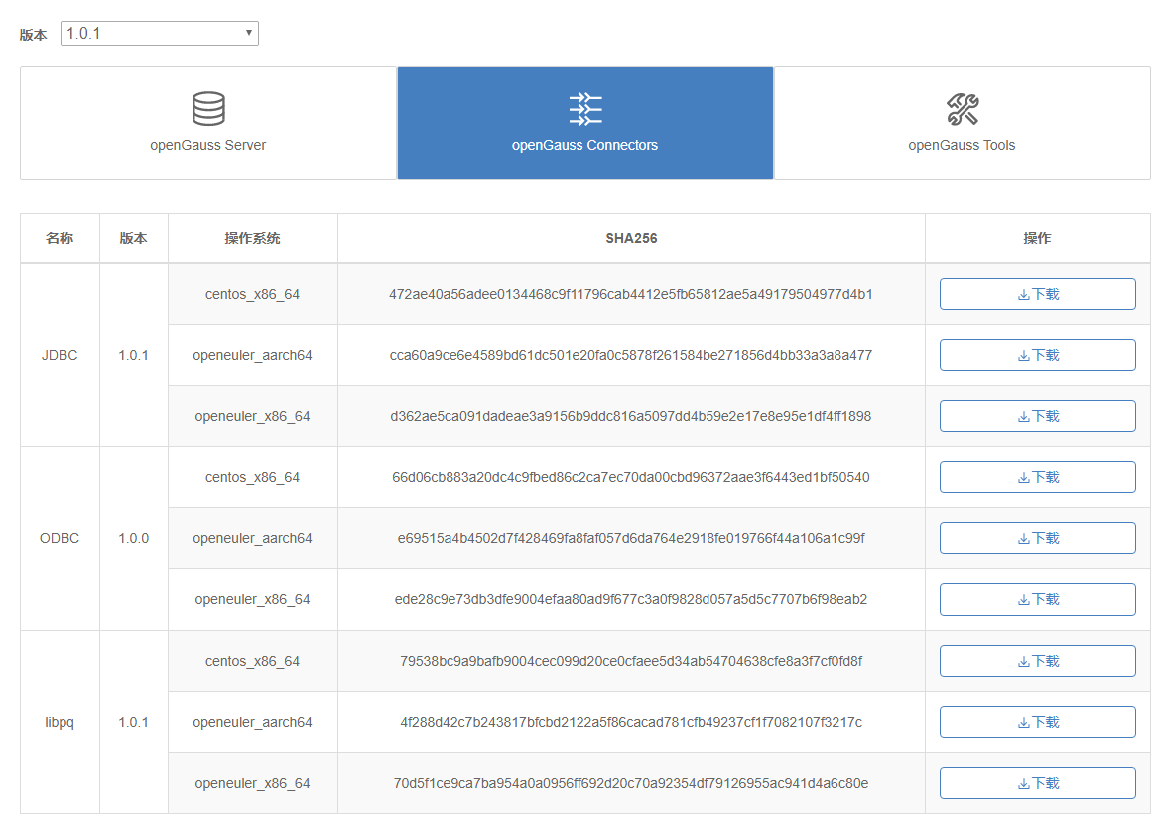 版本 1.0.1
openGauss Server openGauss Connectors openGauss Tools
名称 版本 操作系统 SHA256 操作
centos_x86_64 472ae40a56adee0134468c9f11796cab4412e5fb65812ae5a49179504977d4b1 下载
JDBC 1.0.1 openeuler_aarch64 cca60a9ce6e4589bd61dc501e20fa0c5878f261584be271856d4bb33a3a8a477 下载
openeuler_x86_64 d362ae5ca091dadeae3a9156b9ddc816a5097dd4b59e2e17e8e95e1df4ff1898 下载
centos_x86_64 66d06cb883a20dc4c9fbed86c2ca7ec70da00cbd96372aae3f6443ed1bf50540 下载
ODBC 1.0.0 openeuler_aarch64 e69515a4b4502d7f428469fa8faf057d6da764e2918fe019766f44a106a1c99f 下载
openeuler_x86_64 ede28c9e73db3dfe9004efaa80ad9f677c3a0f9828d057a5d5c7707b6f98eab2 下载
centos_x86_64 79538bc9a9bafb9004cec099d20ce0cfaee5d34ab54704638cfe8a3f7cf0fd8f 下载
libpq 1.0.1 openeuler_aarch64 4f288d42c7b243817bfcbd2122a5f86cacad781cfb49237cf1f7082107f3217c 下载
openeuler_x86_64 70d5f1ce9ca7ba954a0a0956ff692d20c70a92354df79126955ac941d4a6c80e 下载